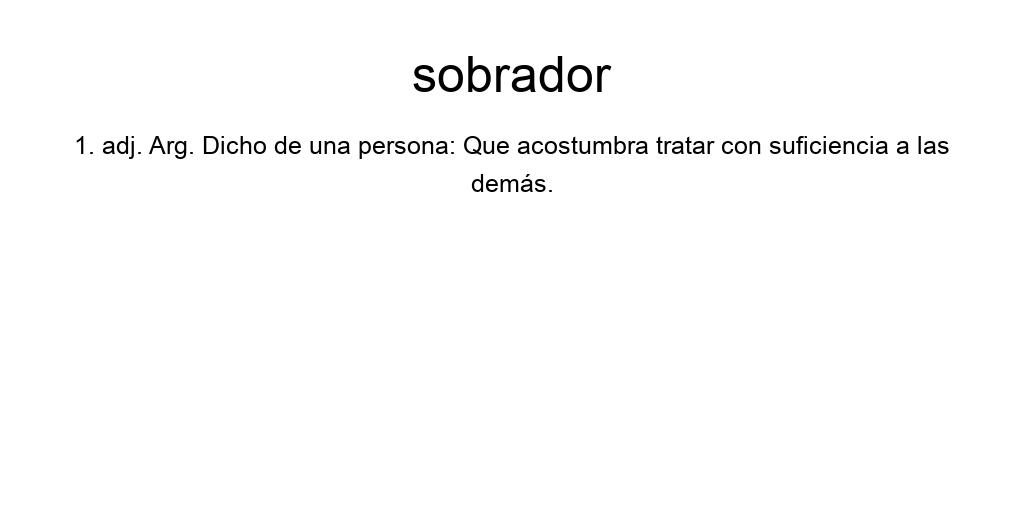 sobrador
1. adj. Arg. Dicho de una persona: Que acostumbra tratar con suficiencia a las
demás.